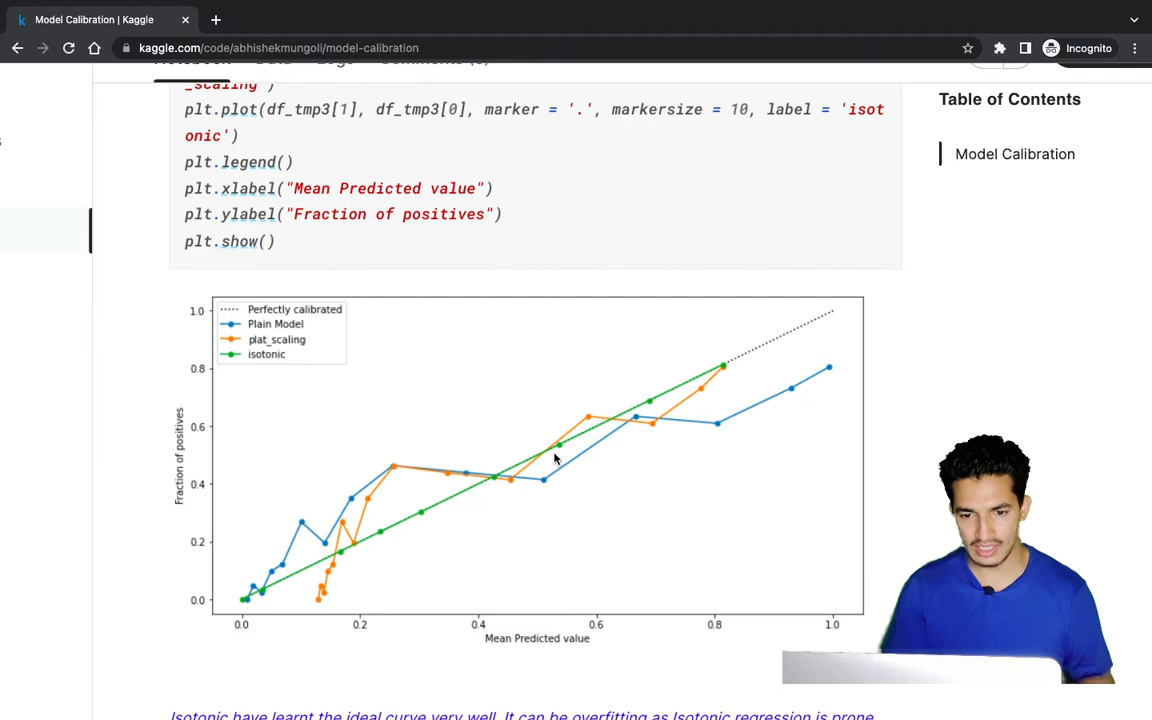 Model Calibration | Kaggle
kaggle.com/code/abhishekmungoli/model-calibration
Incognito
Notebook Data Logs Comments (0)
_scaling')
plt.plot(df_tmp3[1], df_tmp3[0], marker = '.', markersize = 10, label = 'isot
onic')
plt.legend()
plt.xlabel("Mean Predicted value")
plt.ylabel("Fraction of positives")
plt.show()
Table of Contents
Model Calibration
Perfectly calibrated
Plain Model
plat_scaling
isotonic
1.0
0.8
0.6
0.4
0.2
0.0
Fraction of positives
0.0 0.2 0.4 0.6 0.8 1.0
Mean Predicted value
Isotonic have learnt the ideal curve very well. It can be overfitting as Isotonic regression is prone